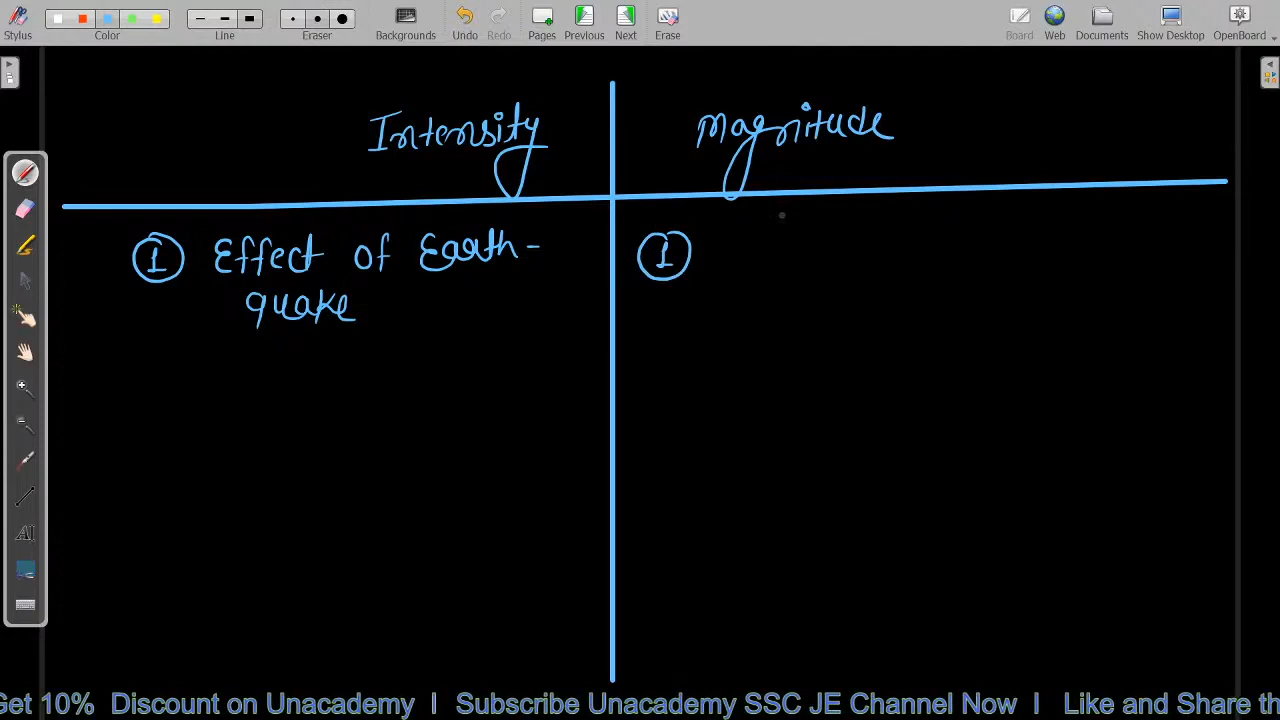 Stylus Color Line Eraser Backgrounds Undo Redo Pages Previous Next Erase Board Web Documents Show Desktop OpenBoard
Intensity Magnitude
1 Effect of Earth- 1
quake
Get 10% Discount on Unacademy I Subscribe Unacademy SSC JE Channel Now I Like and Share th